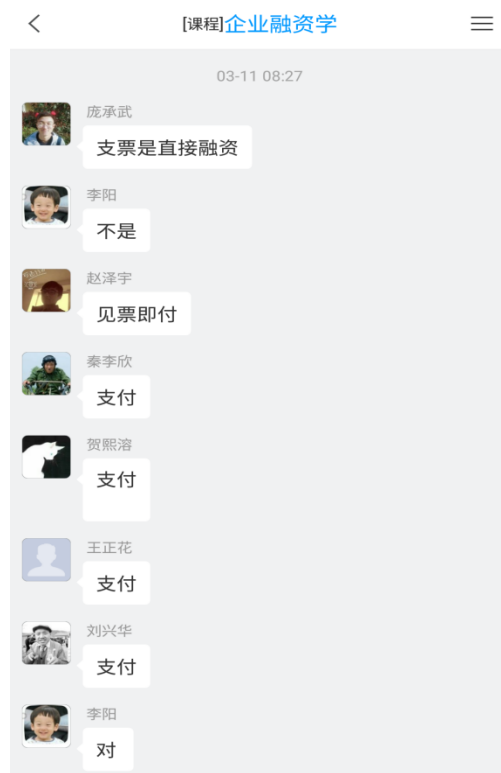 [课程]企业融资学
03-11 08:27
庞承武
支票是直接融资
李阳
不是
赵泽宇
见票即付
秦李欣
支付
贺熙溶
支付
王正花
支付
刘兴华
支付
李阳
对